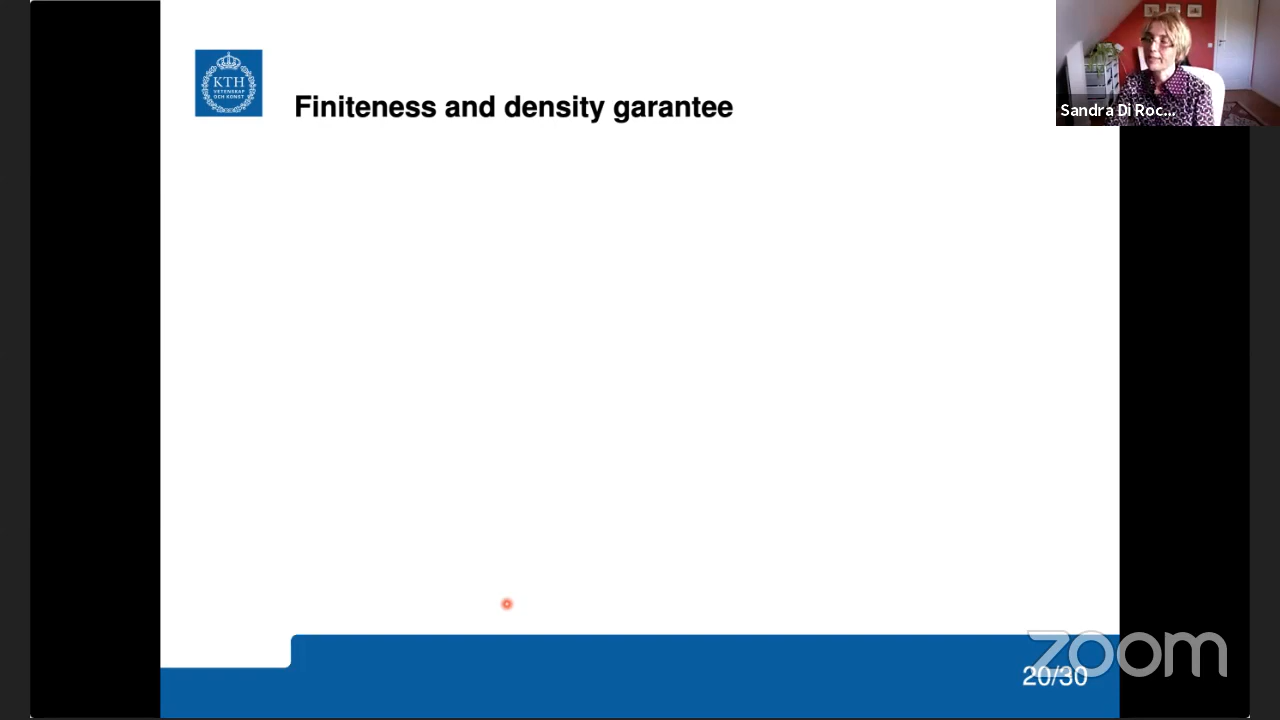 KTH
VETENSKAP
OCH KONST
Finiteness and density garantee
Sandra Di Roc...
20/30
zoom